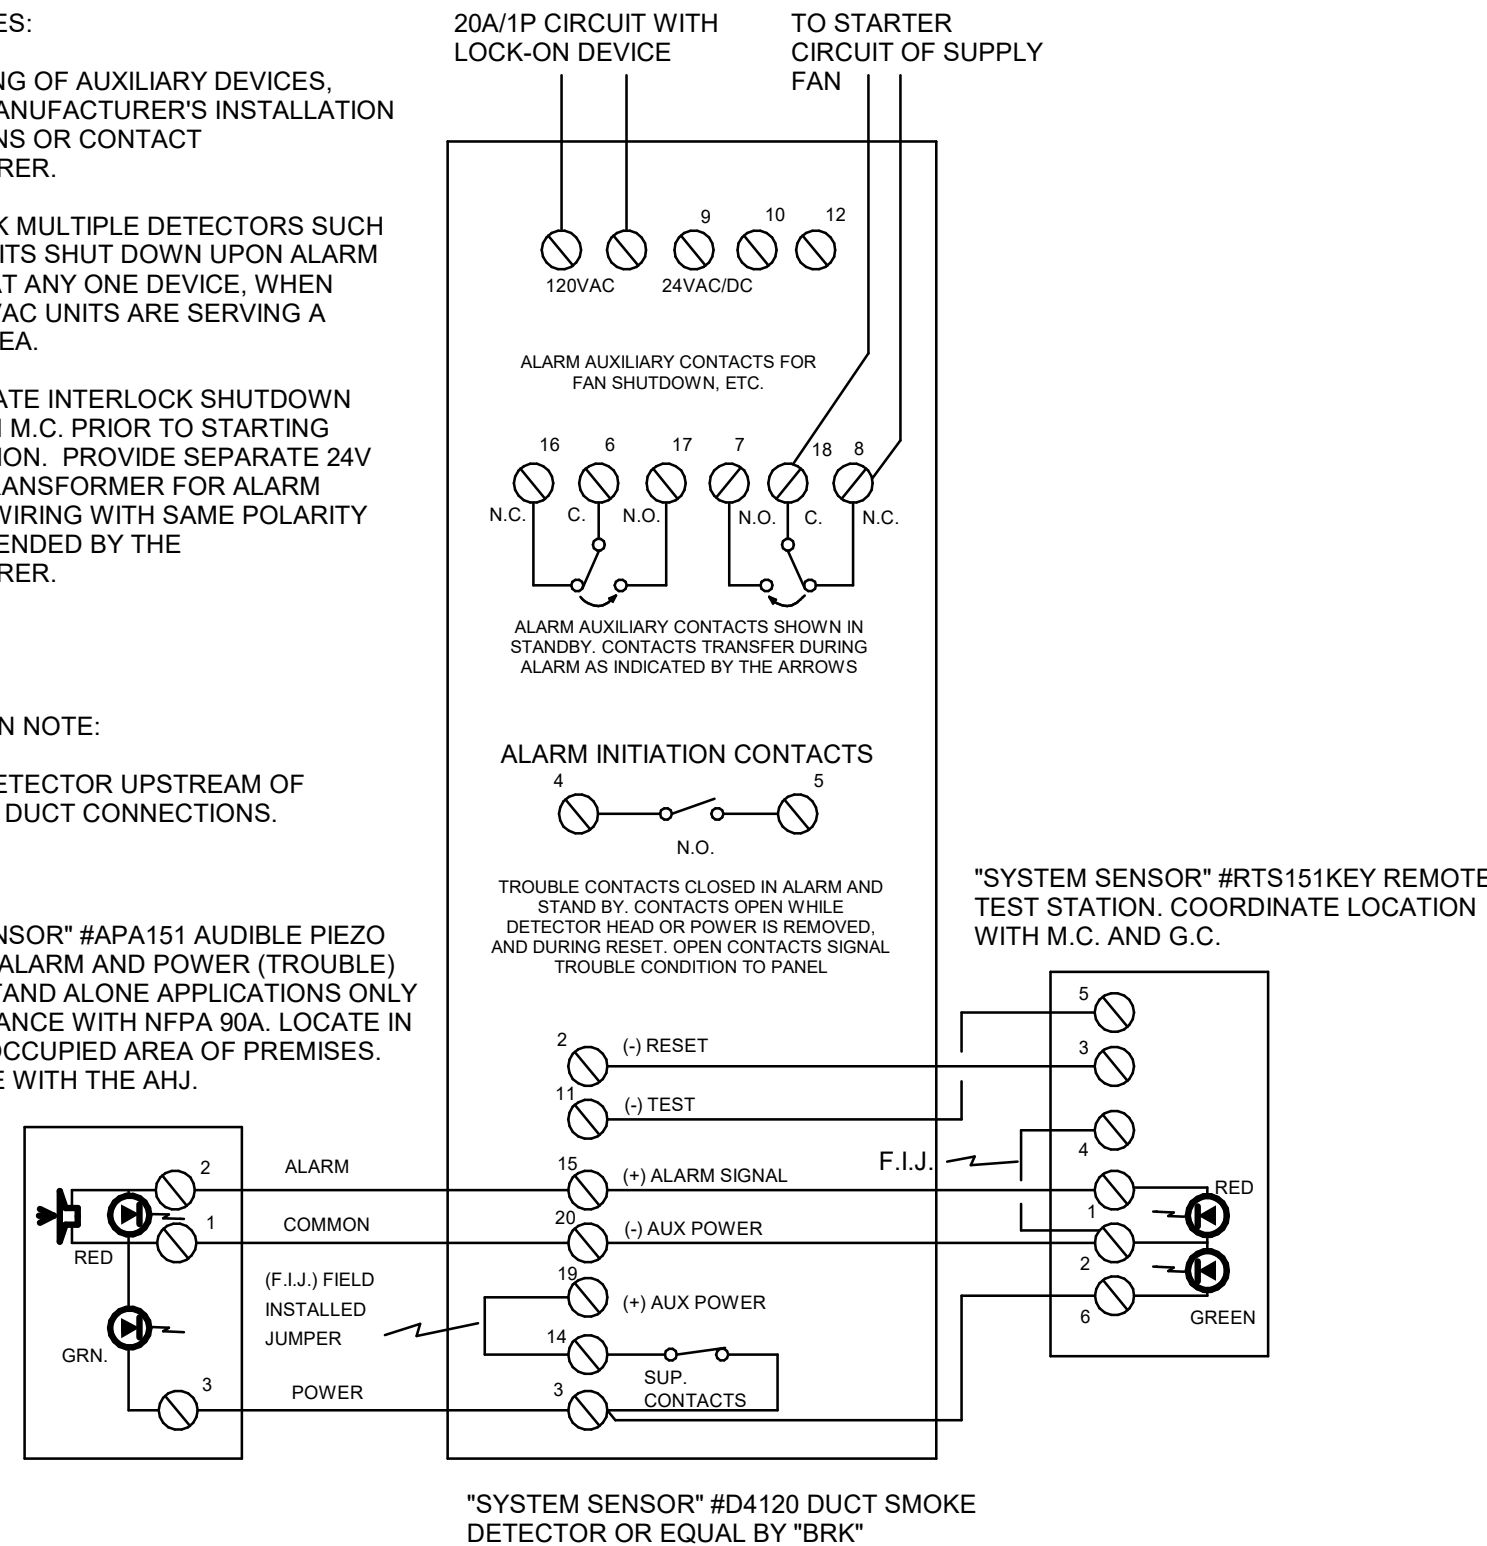 ES:
NG OF AUXILIARY DEVICES,
MANUFACTURER'S INSTALLATION
NS OR CONTACT
RER.
K MULTIPLE DETECTORS SUCH
ITS SHUT DOWN UPON ALARM
AT ANY ONE DEVICE, WHEN
VAC UNITS ARE SERVING A
EA.
ATE INTERLOCK SHUTDOWN
M.C. PRIOR TO STARTING
ION. PROVIDE SEPARATE 24V
RANSFORMER FOR ALARM
WIRING WITH SAME POLARITY
ENDED BY THE
RER.
N NOTE:
ETECTOR UPSTREAM OF
DUCT CONNECTIONS.
NSOR" #APA151 AUDIBLE PIEZO
ALARM AND POWER (TROUBLE)
TAND ALONE APPLICATIONS ONLY
ANCE WITH NFPA 90A. LOCATE IN
OCCUPIED AREA OF PREMISES.
E WITH THE AHJ.
20A/1P CIRCUIT WITH
LOCK-ON DEVICE
TO STARTER
CIRCUIT OF SUPPLY
FAN
9 10 12
120VAC 24VAC/DC
ALARM AUXILIARY CONTACTS FOR
FAN SHUTDOWN, ETC.
16 6 17 7 18 8
N.C. C. N.O. N.O. C. N.C.
ALARM AUXILIARY CONTACTS SHOWN IN
STANDBY. CONTACTS TRANSFER DURING
ALARM AS INDICATED BY THE ARROWS
ALARM INITIATION CONTACTS
4 5
N.O.
TROUBLE CONTACTS CLOSED IN ALARM AND
STAND BY. CONTACTS OPEN WHILE
DETECTOR HEAD OR POWER IS REMOVED,
AND DURING RESET. OPEN CONTACTS SIGNAL
TROUBLE CONDITION TO PANEL
"SYSTEM SENSOR" #RTS151KEY REMOTE
TEST STATION. COORDINATE LOCATION
WITH M.C. AND G.C.
2 (-) RESET
11 (-) TEST
15 (+) ALARM SIGNAL
20 (-) AUX POWER
19 (+) AUX POWER
14
SUP.
CONTACTS
3
5
3
4
F.I.J.
1
RED
2
6
GREEN
2
ALARM
1
COMMON
RED
(F.I.J.) FIELD
INSTALLED
JUMPER
GRN.
3
POWER
"SYSTEM SENSOR" #D4120 DUCT SMOKE
DETECTOR OR EQUAL BY "BRK"